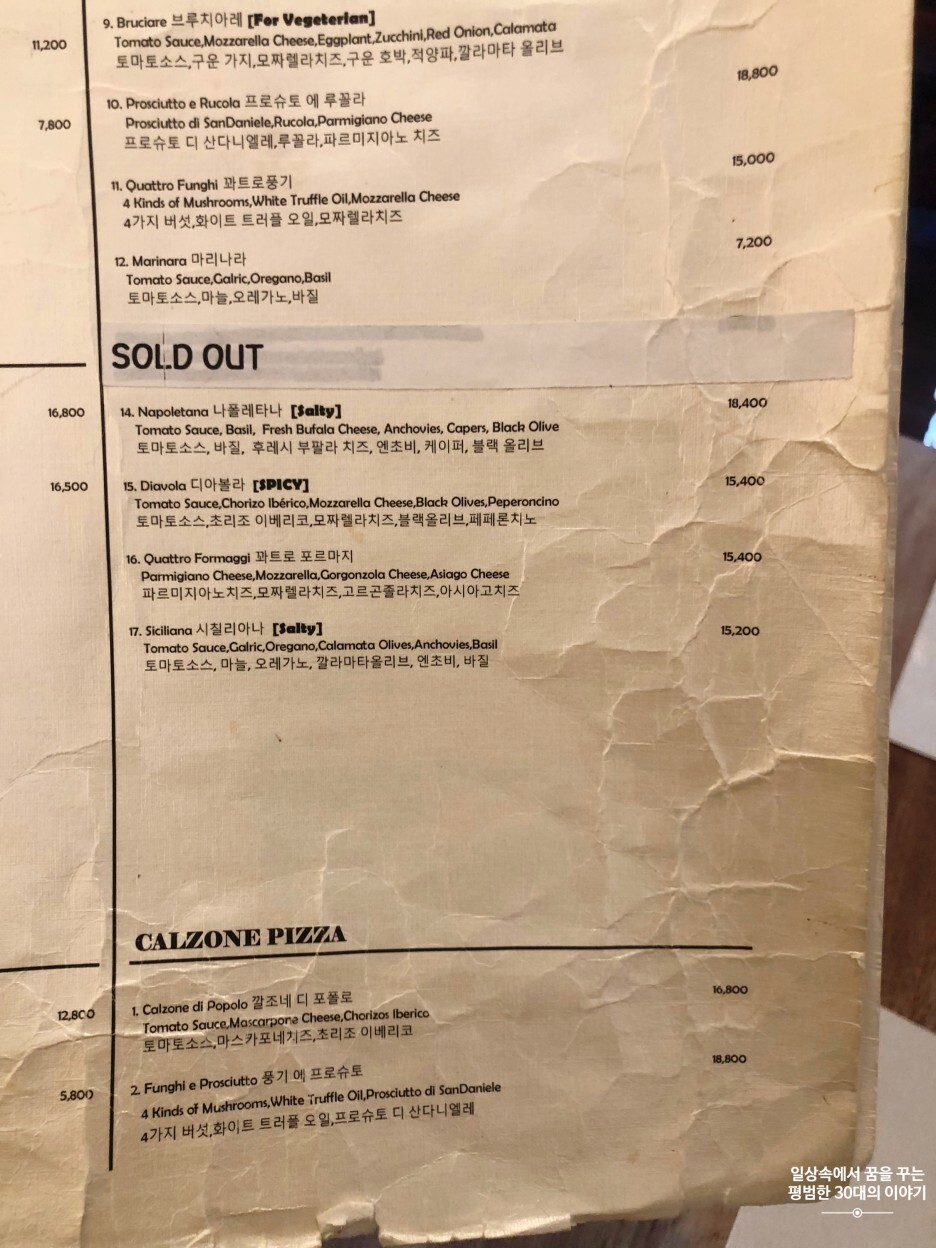 11,200
7,800
16,800
16,500
12,800
5,800
9. Bruciare 브루치아레 [For Vegeterian]
Tomato Sauce,Mozzarella Cheese,Eggplant,Zucchini,Red Onion,Calamata
토마토소스,구운 가지,모짜렐라치즈,구운 호박,적양파,깔라마타 올리브
18,800
10. Prosciutto e Rucola 프로슈토 에 루꼴라
Prosciutto di SanDaniele,Rucola,Parmigiano Cheese
프로슈토 디 산다니엘레,루꼴라,파르미지아노 치즈
15,000
11. Quattro Funghi 꽈트로풍기
4 Kinds of Mushrooms,White Truffle Oil,Mozzarella Cheese
4가지 버섯,화이트 트러플 오일,모짜렐라치즈
7,200
12. Marinara 마리나라
Tomato Sauce,Galric,Oregano,Basil
토마토소스,마늘,오레가노,바질
SOLD OUT
14. Napoletana 나폴레타나 [Salty] 18,400
Tomato Sauce, Basil, Fresh Bufala Cheese, Anchovies, Capers, Black Olive
토마토소스, 바질, 후레시 부팔라 치즈, 엔초비, 케이퍼, 블랙 올리브
15. Diavola 디아볼라 [SPICY] 15,400
Tomato Sauce,Chorizo Ibérico,Mozzarella Cheese,Black Olives,Peperoncino
토마토소스,초리조 이베리코,모짜렐라치즈,블랙올리브,페페론치노
16. Quattro Formaggi 꽈트로 포르마지 15,400
Parmigiano Cheese,Mozzarella,Gorgonzola Cheese,Asiago Cheese
파르미지아노치즈,모짜렐라치즈,고르곤졸라치즈,아시아고치즈
17. Siciliana 시칠리아나 [Salty] 15,200
Tomato Sauce,Galric,Oregano,Calamata Olives,Anchovies,Basil
토마토소스, 마늘, 오레가노, 깔라마타올리브, 엔초비, 바질
CALZONE PIZZA
1. Calzone di Popolo 깔조네 디 포폴로 16,800
Tomato Sauce,Mascarpone Cheese,Chorizos Iberico
토마토소스,마스카포네치즈,초리조 이베리코
2. Funghi e Prosciutto 풍기 에 프로슈토 18,800
4 Kinds of Mushrooms,White Truffle Oil,Prosciutto di SanDaniele
4가지 버섯,화이트 트러플 오일,프로슈토 디 산다니엘레
일상속에서 꿈을 꾸는
평범한 30대의 이야기